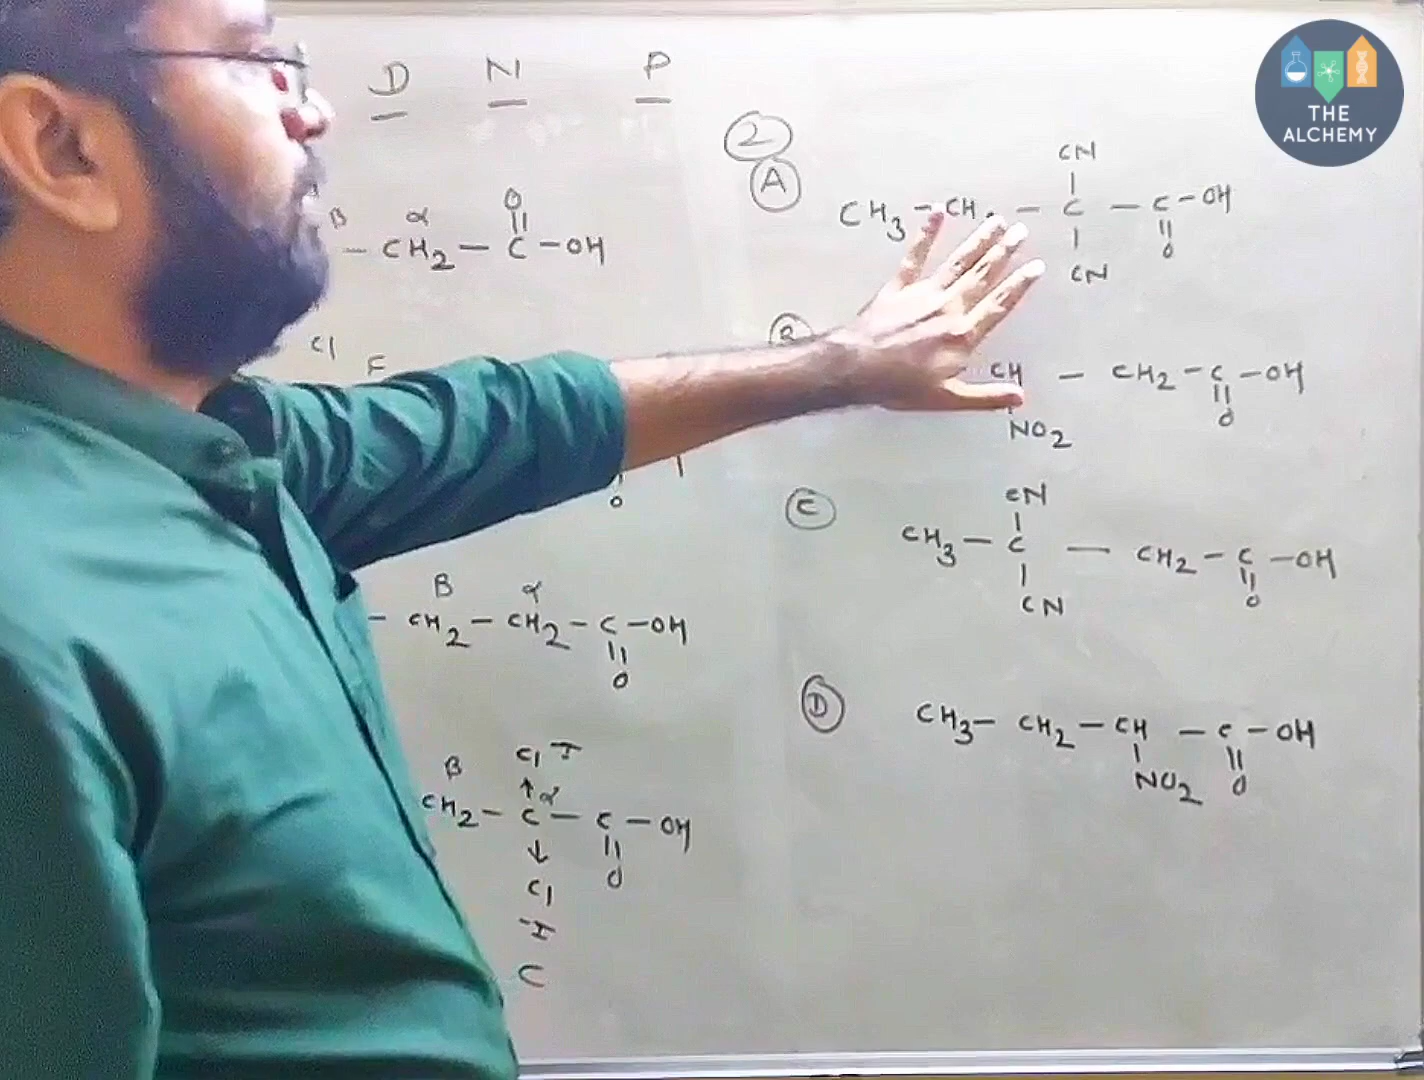 D N P
B α
O
— CH₂ — C — OH
Cl F
O
B α
— CH₂ — CH₂ — C — OH
O
Cl -I
B α
CH₂ — C — C — OH
O
Cl
-I
C
2
A
CN
CH₃ — CH₂ — C — C — OH
O
CN
B
CH — CH₂ — C — OH
O
NO₂
C
CN
CH₃ — C — CH₂ — C — OH
O
CN
D
CH₃ — CH₂ — CH — C — OH
NO₂ O
THE
ALCHEMY